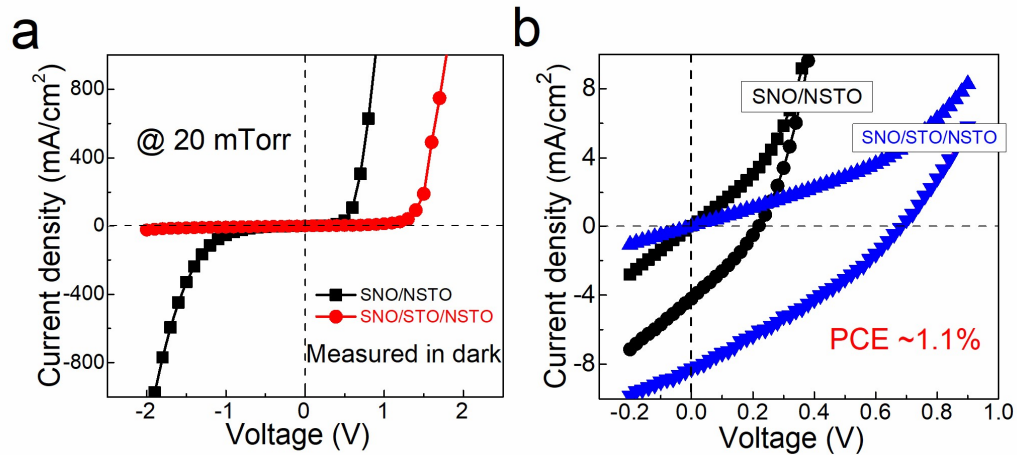 a
Current density (mA/cm²)
800
400
0
-400
-800
@ 20 mTorr
SNO/NSTO
SNO/STO/NSTO
Measured in dark
-2
-1
0
1
2
Voltage (V)
b
Current density (mA/cm²)
8
4
0
-4
-8
SNO/NSTO
SNO/STO/NSTO
PCE ~1.1%
-0.2
0.0
0.2
0.4
0.6
0.8
1.0
Voltage (V)